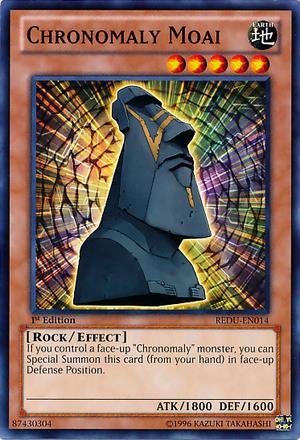 CHRONOMALY MOAI
EARTH
地
1st Edition
REDU-EN014
[ROCK/EFFECT]
If you control a face-up "Chronomaly" monster, you can
Special Summon this card (from your hand) in face-up
Defense Position.
ATK/1800 DEF/1600
87430304
©1996 KAZUKI TAKAHASHI